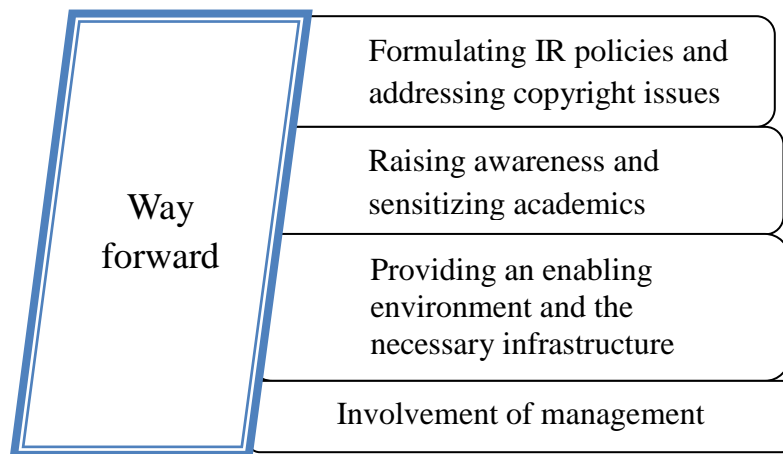 Way
forward
Formulating IR policies and
addressing copyright issues
Raising awareness and
sensitizing academics
Providing an enabling
environment and the
necessary infrastructure
Involvement of management